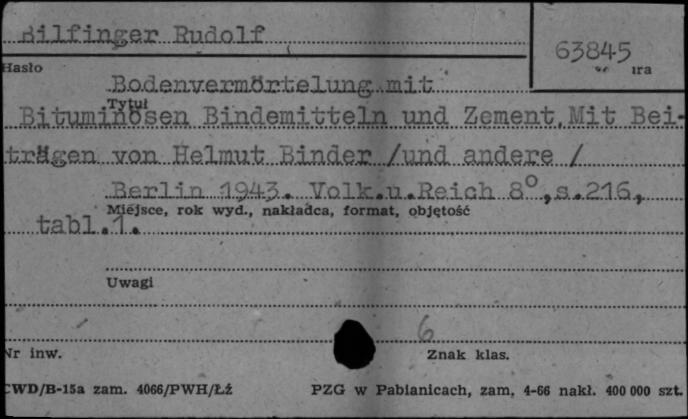 Bilfinger Rudolf
63845
Hasło
Bodenvermörtelung mit
Tytuł
Bituminösen Bindemitteln und Zement.Mit Bei-
trägen von Helmut Binder /und andere /
Berlin 1943. Volk.u.Reich 8°,s.216,
Miejsce, rok wyd., nakładca, format, objętość
tabl.1.
Uwagi
6
Nr inw.
Znak klas.
CWD/B-15a zam. 4066/PWH/Łź
PZG w Pabianicach, zam. 4-66 nakł. 400 000 szt.